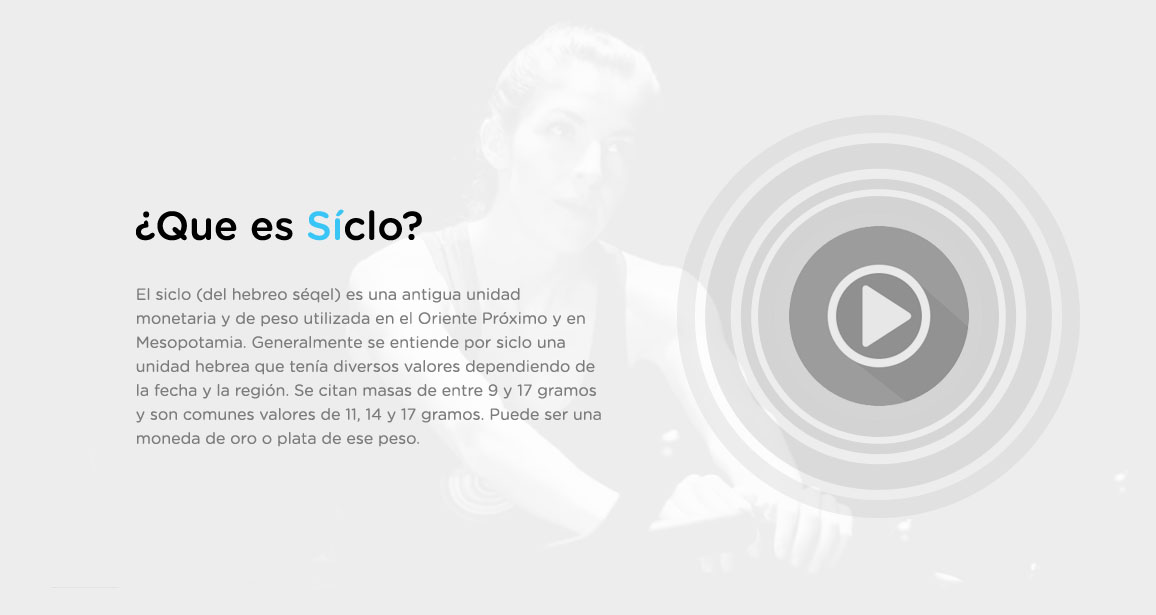 ¿Que es Síclo?
El siclo (del hebreo séqel) es una antigua unidad
monetaria y de peso utilizada en el Oriente Próximo y en
Mesopotamia. Generalmente se entiende por siclo una
unidad hebrea que tenía diversos valores dependiendo de
la fecha y la región. Se citan masas de entre 9 y 17 gramos
y son comunes valores de 11, 14 y 17 gramos. Puede ser una
moneda de oro o plata de ese peso.